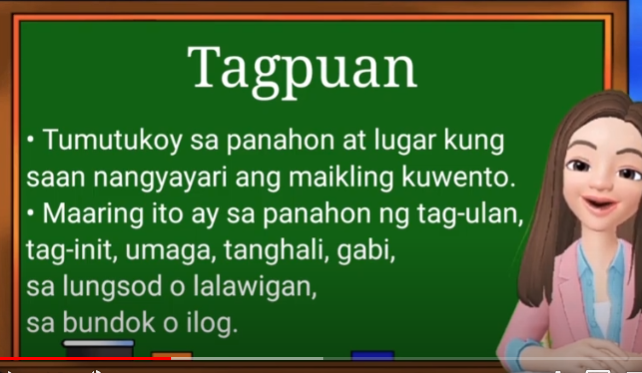 Tagpuan
• Tumutukoy sa panahon at lugar kung
saan nangyayari ang maikling kuwento.
• Maaring ito ay sa panahon ng tag-ulan,
tag-init, umaga, tanghali, gabi,
sa lungsod o lalawigan,
sa bundok o ilog.